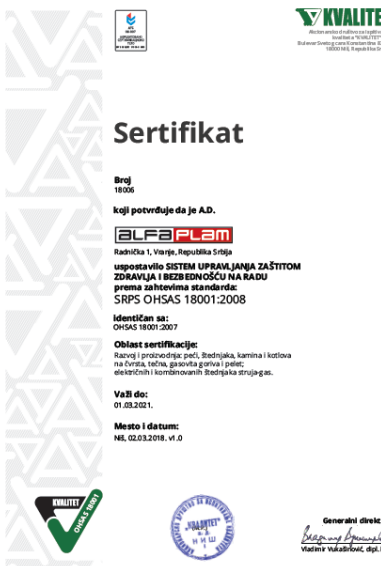 KVALITET
Sertifikat
Broj
18006
koji potvrđuje da je A.D.
ALFA PLAM
Radnička 1, Vranje, Republika Srbija
uspostavilo SISTEM UPRAVLJANJA ZAŠTITOM
ZDRAVLJA I BEZBEDNOŠĆU NA RADU
prema zahtevima standarda:
SRPS OHSAS 18001:2008
Identičan sa:
OHSAS 18001:2007
Oblast sertifikacije:
Razvoj i proizvodnja: peći, štednjaka, kamina i kotlova
na čvrsta, tečna, gasovita goriva i pelet;
električnih i kombinovanih štednjaka struja-gas.
Važi do:
01.03.2021.
Mesto i datum:
Niš, 02.03.2018. v1.0
KVALITET
OHSAS 18001
Generalni direkt
Vladimir Vukašinović, dipl.